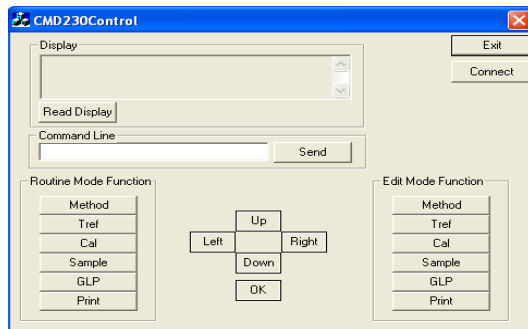 CMD230Control
Display
Exit
Connect
Read Display
Command Line
Send
Routine Mode Function
Edit Mode Function
Method
Tref
Cal
Sample
GLP
Print
Up
Left
Right
Down
OK
Method
Tref
Cal
Sample
GLP
Print